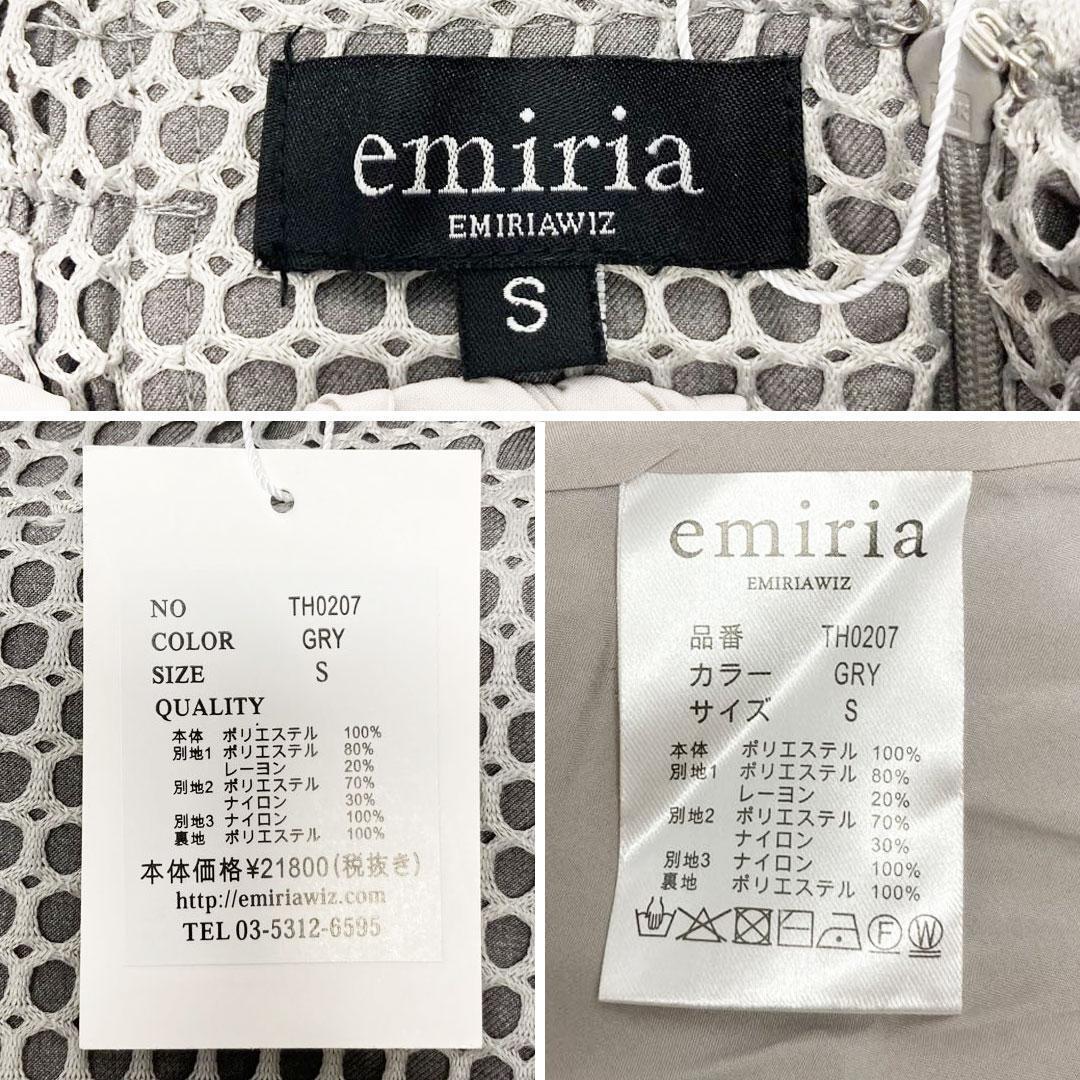 emiria
EMIRIAWIZ
S
NO TH0207
COLOR GRY
SIZE S
QUALITY
本体 ポリエステル 100%
別地1 ポリエステル 80%
レーヨン 20%
別地2 ポリエステル 70%
ナイロン 30%
別地3 ナイロン 100%
裏地 ポリエステル 100%
本体価格¥21800(税抜き)
http://emiriawiz.com
TEL 03-5312-6595
emiria
EMIRIAWIZ
品番 TH0207
カラー GRY
サイズ S
本体 ポリエステル 100%
別地1 ポリエステル 80%
レーヨン 20%
別地2 ポリエステル 70%
ナイロン 30%
別地3 ナイロン 100%
裏地 ポリエステル 100%
F W